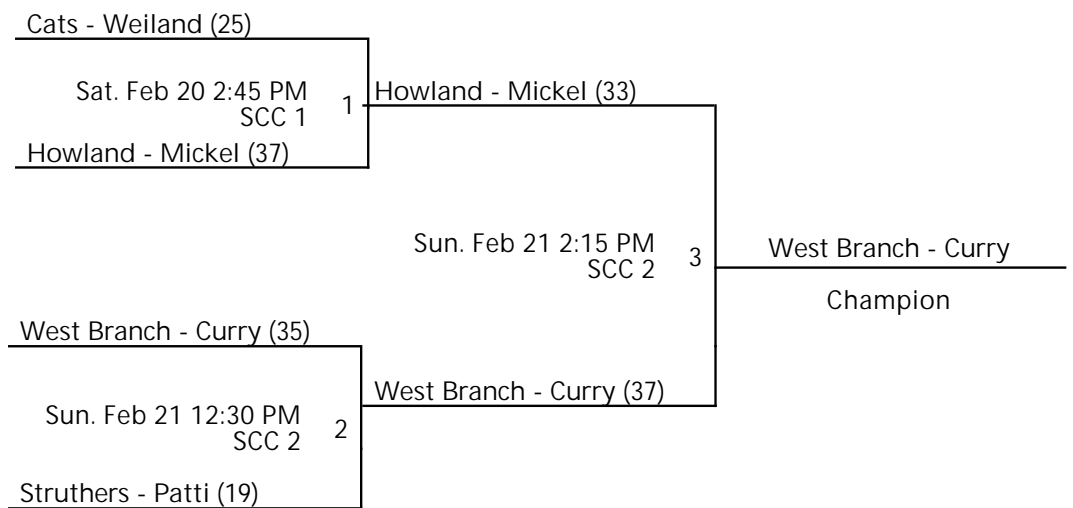 Cats - Weiland (25)
Sat. Feb 20 2:45 PM
SCC 1
1
Howland - Mickel (33)
Howland - Mickel (37)
Sun. Feb 21 2:15 PM
SCC 2
3
West Branch - Curry
Champion
West Branch - Curry (35)
West Branch - Curry (37)
Sun. Feb 21 12:30 PM
SCC 2
2
Struthers - Patti (19)